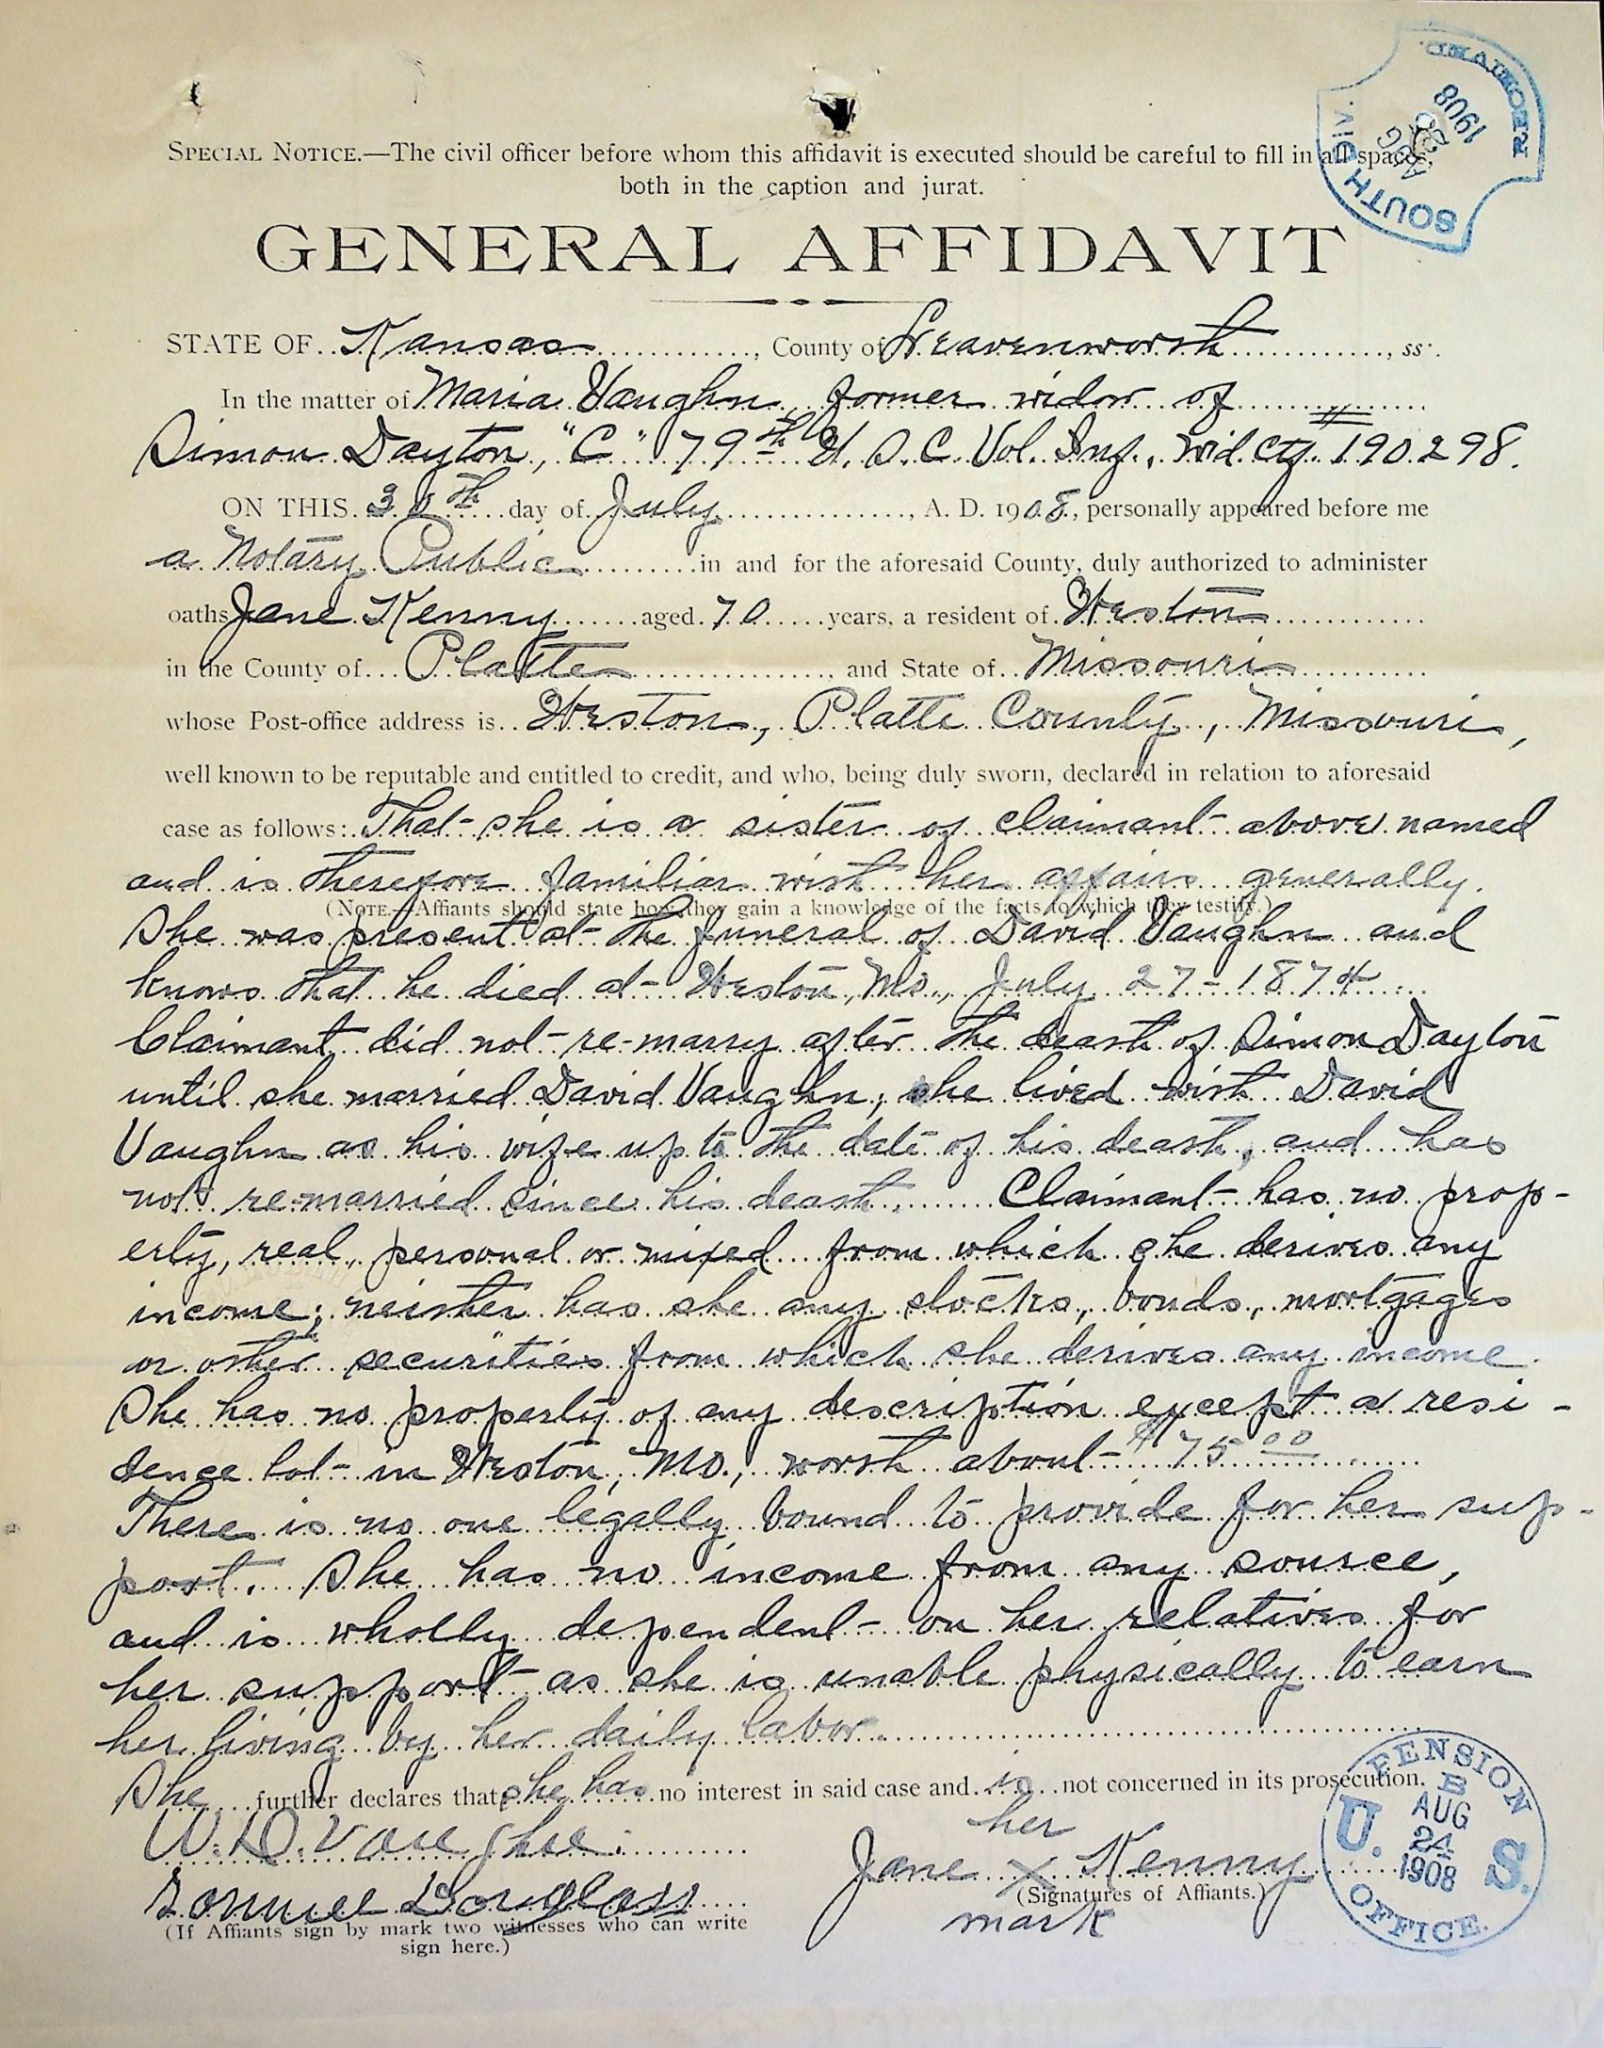 RECEIVED
AUG 25 1908
SOUTH DIV.
SPECIAL NOTICE.—The civil officer before whom this affidavit is executed should be careful to fill in all spaces,
both in the caption and jurat.
GENERAL AFFIDAVIT
STATE OF Kansas, County of Leavenworth, ss.
In the matter of Maria Vaughn, former widow of
Simon Dayton, "C" 79th U. S. C. Vol. Inf., Wid. Ctf. # 190298.
ON THIS 30th day of July, A. D. 1908, personally appeared before me
a Notary Public in and for the aforesaid County, duly authorized to administer
oaths Jane Kenny aged 70 years, a resident of Weston
in the County of Platte and State of Missouri
whose Post-office address is Weston, Platte County, Missouri,
well known to be reputable and entitled to credit, and who, being duly sworn, declared in relation to aforesaid
case as follows: That she is a sister of claimant above named
and is therefore familiar with her affairs generally.
(NOTE.—Affiants should state how they gain a knowledge of the facts to which they testify.)
She was present at the funeral of David Vaughn and
knows that he died at Weston, Mo., July 27-1874
Claimant did not re-marry after the death of Simon Dayton
until she married David Vaughn; she lived with David
Vaughn as his wife up to the date of his death, and has
not re-married since his death. Claimant has no prop-
erty, real, personal or mixed from which she derives any
income; neither has she any stocks, bonds, mortgages
or other securities from which she derives any income.
She has no property of any description except a resi-
dence lot in Weston, Mo., worth about $75 00
There is no one legally bound to provide for her sup-
port. She has no income from any source,
and is wholly dependent on her relatives for
her support as she is unable physically to earn
her living by her daily labor
She further declares that she has no interest in said case and is not concerned in its prosecution.
W. D. Vaughn
her
Jane X Kenny
Douglass
(Signatures of Affiants.)
mark
(If Affiants sign by mark two witnesses who can write
sign here.)
U. S. PENSION OFFICE.
B
AUG
24
1908